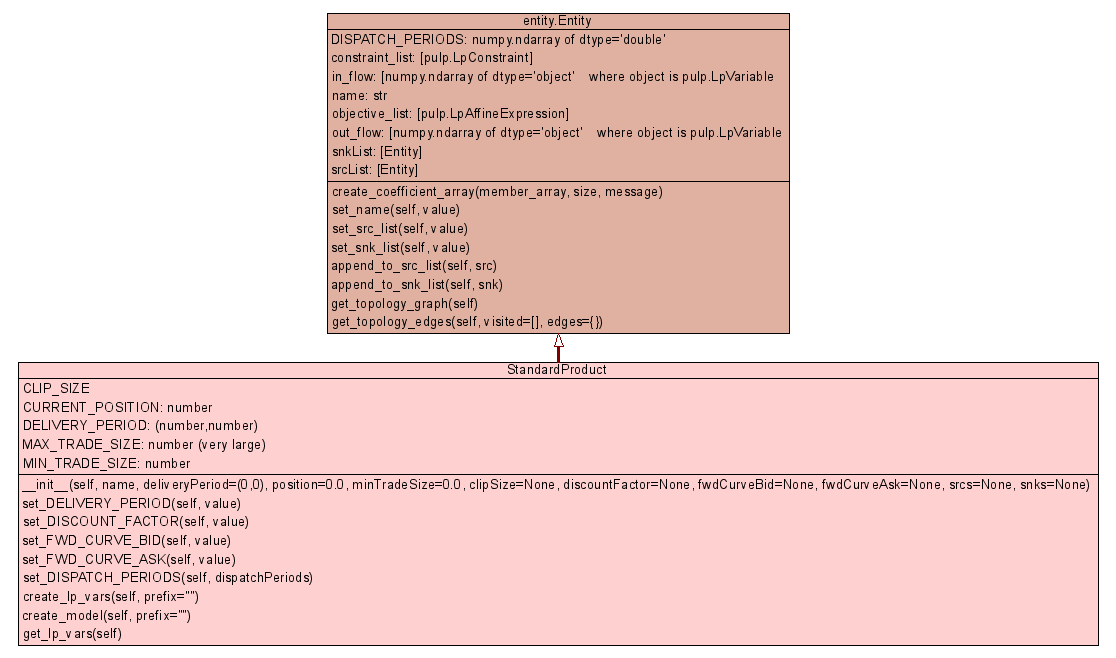 entity.Entity
DISPATCH_PERIODS: numpy.ndarray of dtype='double'
constraint_list: [pulp.LpConstraint]
in_flow: [numpy.ndarray of dtype='object'   where object is pulp.LpVariable
name: str
objective_list: [pulp.LpAffineExpression]
out_flow: [numpy.ndarray of dtype='object'   where object is pulp.LpVariable
snkList: [Entity]
srcList: [Entity]
create_coefficient_array(member_array, size, message)
set_name(self, value)
set_src_list(self, value)
set_snk_list(self, value)
append_to_src_list(self, src)
append_to_snk_list(self, snk)
get_topology_graph(self)
get_topology_edges(self, visited=[], edges={})
StandardProduct
CLIP_SIZE
CURRENT_POSITION: number
DELIVERY_PERIOD: (number,number)
MAX_TRADE_SIZE: number (very large)
MIN_TRADE_SIZE: number
__init__(self, name, deliveryPeriod=(0,0), position=0.0, minTradeSize=0.0, clipSize=None, discountFactor=None, fwdCurveBid=None, fwdCurveAsk=None, srcs=None, snks=None)
set_DELIVERY_PERIOD(self, value)
set_DISCOUNT_FACTOR(self, value)
set_FWD_CURVE_BID(self, value)
set_FWD_CURVE_ASK(self, value)
set_DISPATCH_PERIODS(self, dispatchPeriods)
create_lp_vars(self, prefix="")
create_model(self, prefix="")
get_lp_vars(self)